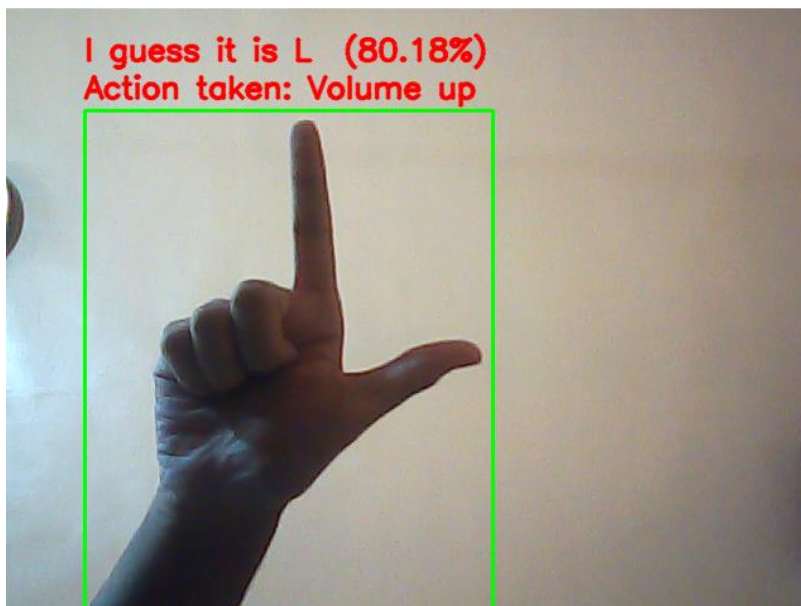 I guess it is L (80.18%)
Action taken: Volume up